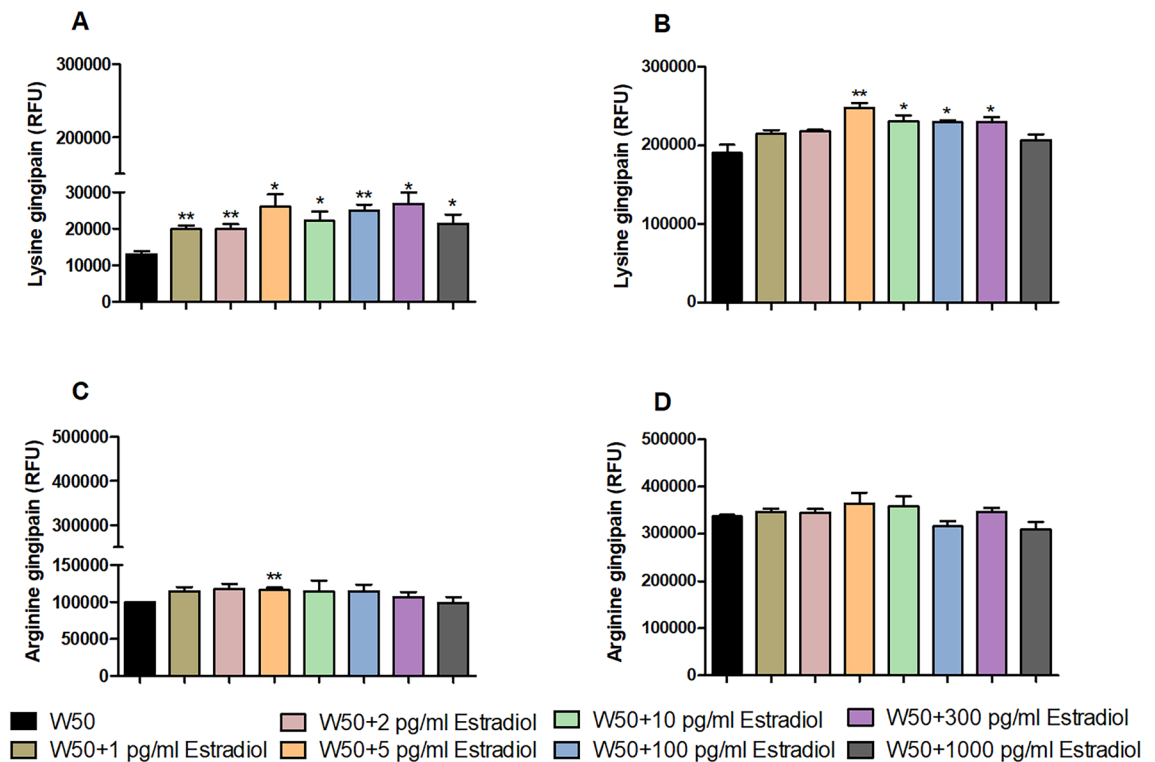 A
Lysine gingipain (RFU)
300000
200000
30000
20000
10000
0
** ** * * ** * *
B
Lysine gingipain (RFU)
300000
200000
100000
0
** * * *
C
Arginine gingipain (RFU)
500000
400000
300000
150000
100000
50000
0
**
D
Arginine gingipain (RFU)
500000
400000
300000
200000
100000
0
W50 W50+2 pg/ml Estradiol W50+10 pg/ml Estradiol W50+300 pg/ml Estradiol
W50+1 pg/ml Estradiol W50+5 pg/ml Estradiol W50+100 pg/ml Estradiol W50+1000 pg/ml Estradiol